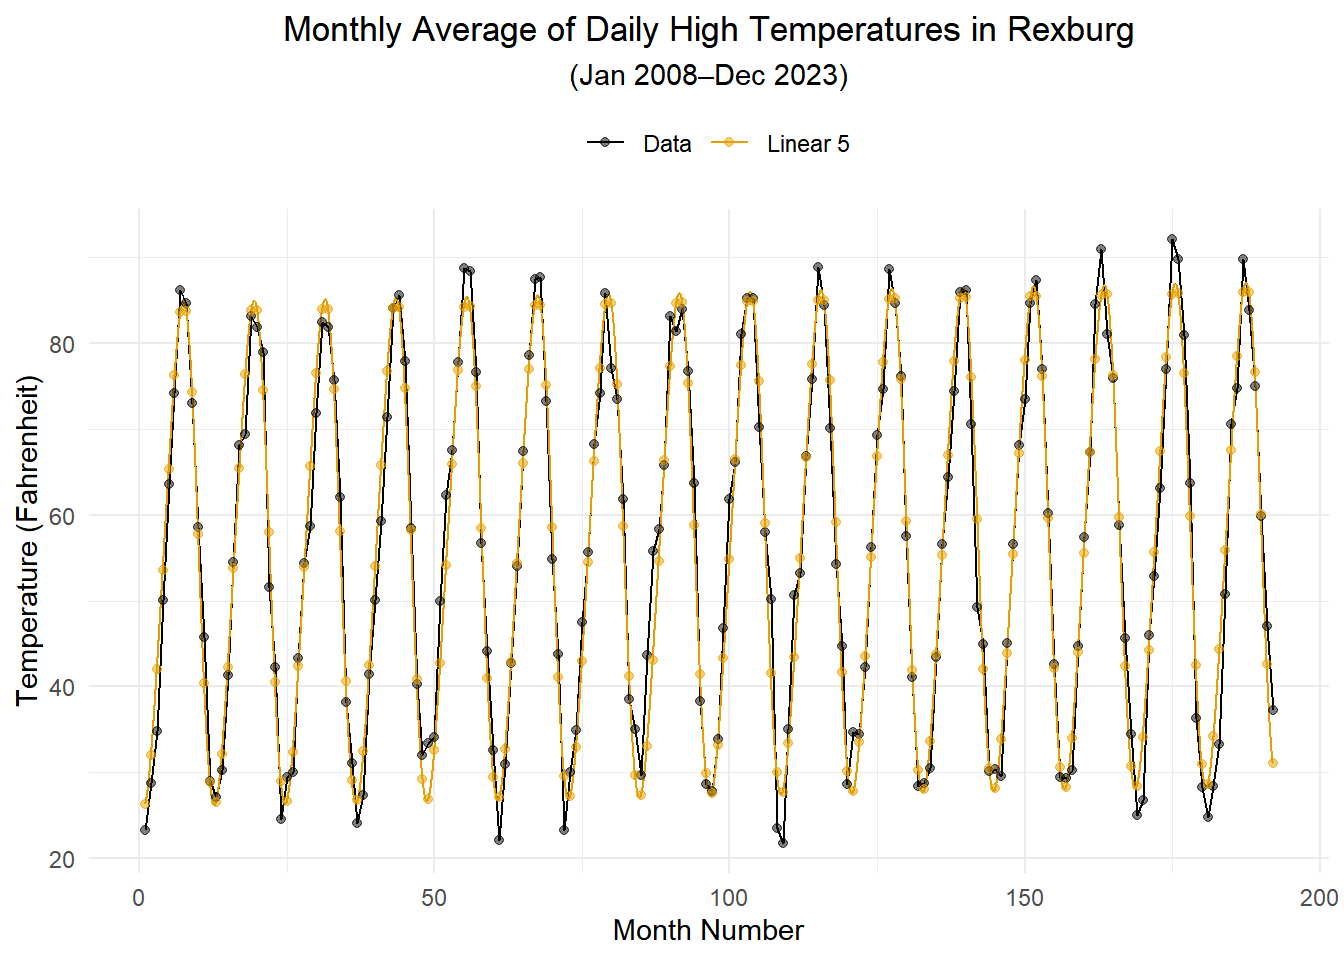 Monthly Average of Daily High Temperatures in Rexburg
(Jan 2008–Dec 2023)
Data Linear 5
Temperature (Fahrenheit)
80
60
40
20
0 50 100 150 200
Month Number